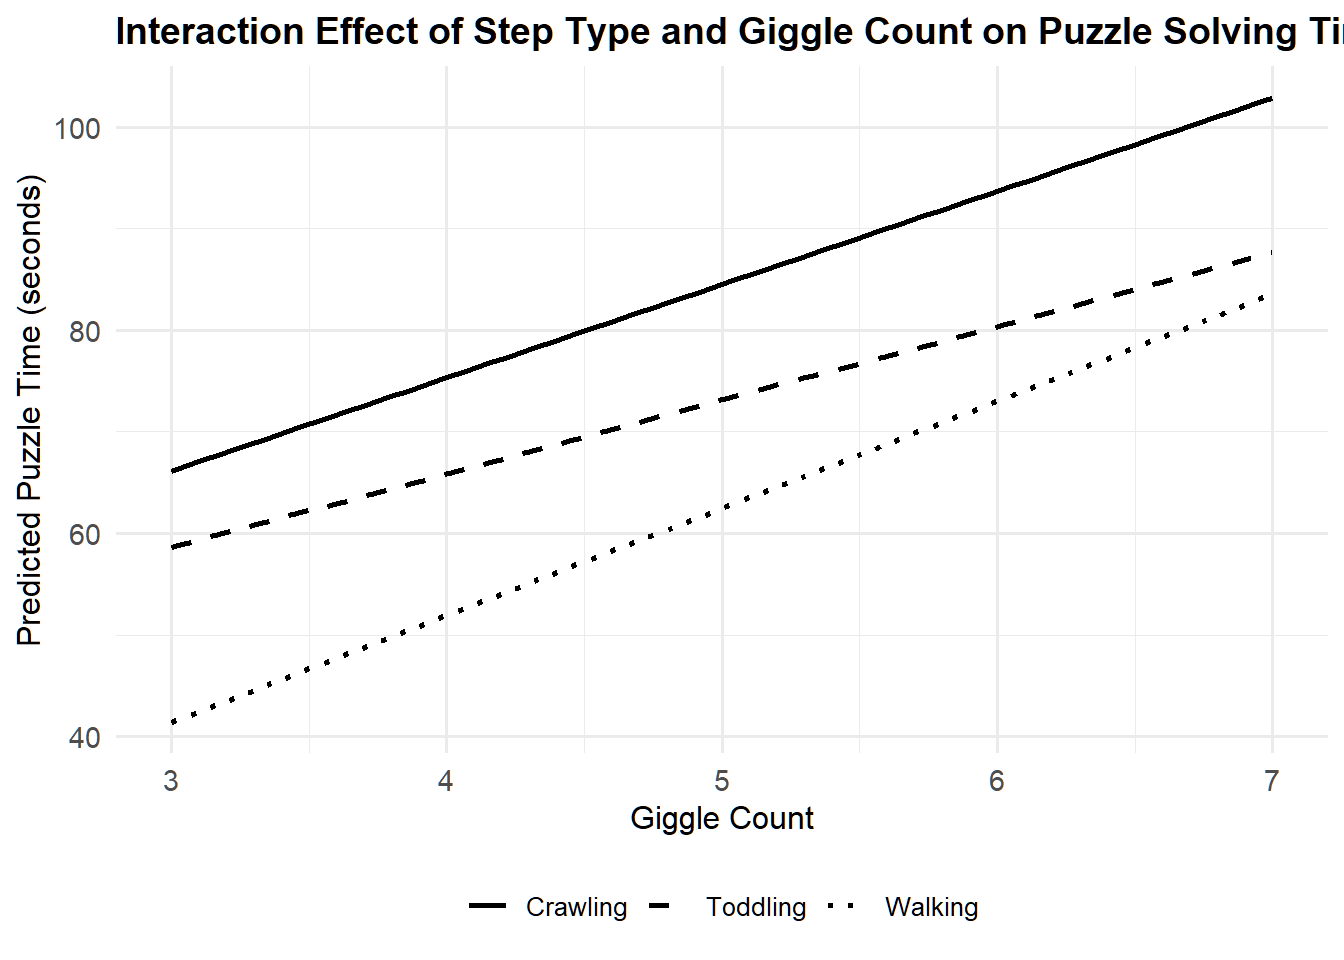 Interaction Effect of Step Type and Giggle Count on Puzzle Solving
Predicted Puzzle Time (seconds)
100
80
60
40
3 4 5 6 7
Giggle Count
Crawling Toddling Walking